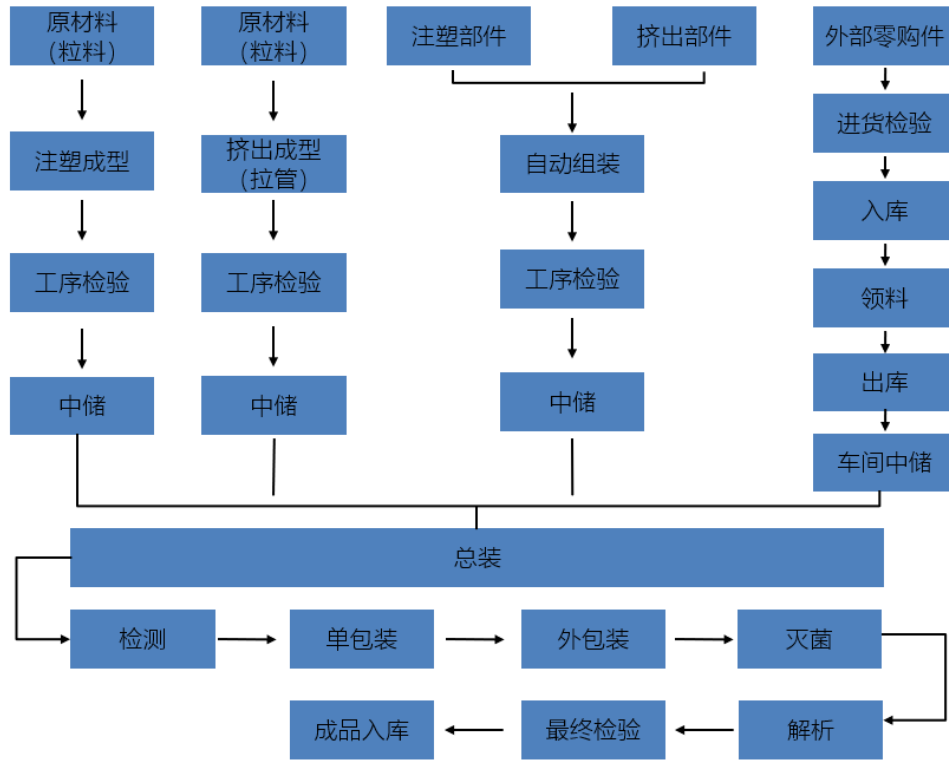 原材料
（粒料）
原材料
（粒料）
注塑部件
挤出部件
外部零购件
进货检验
注塑成型
挤出成型
（拉管）
自动组装
入库
工序检验
工序检验
工序检验
领料
出库
中储
中储
中储
车间中储
总装
检测
单包装
外包装
灭菌
成品入库
最终检验
解析